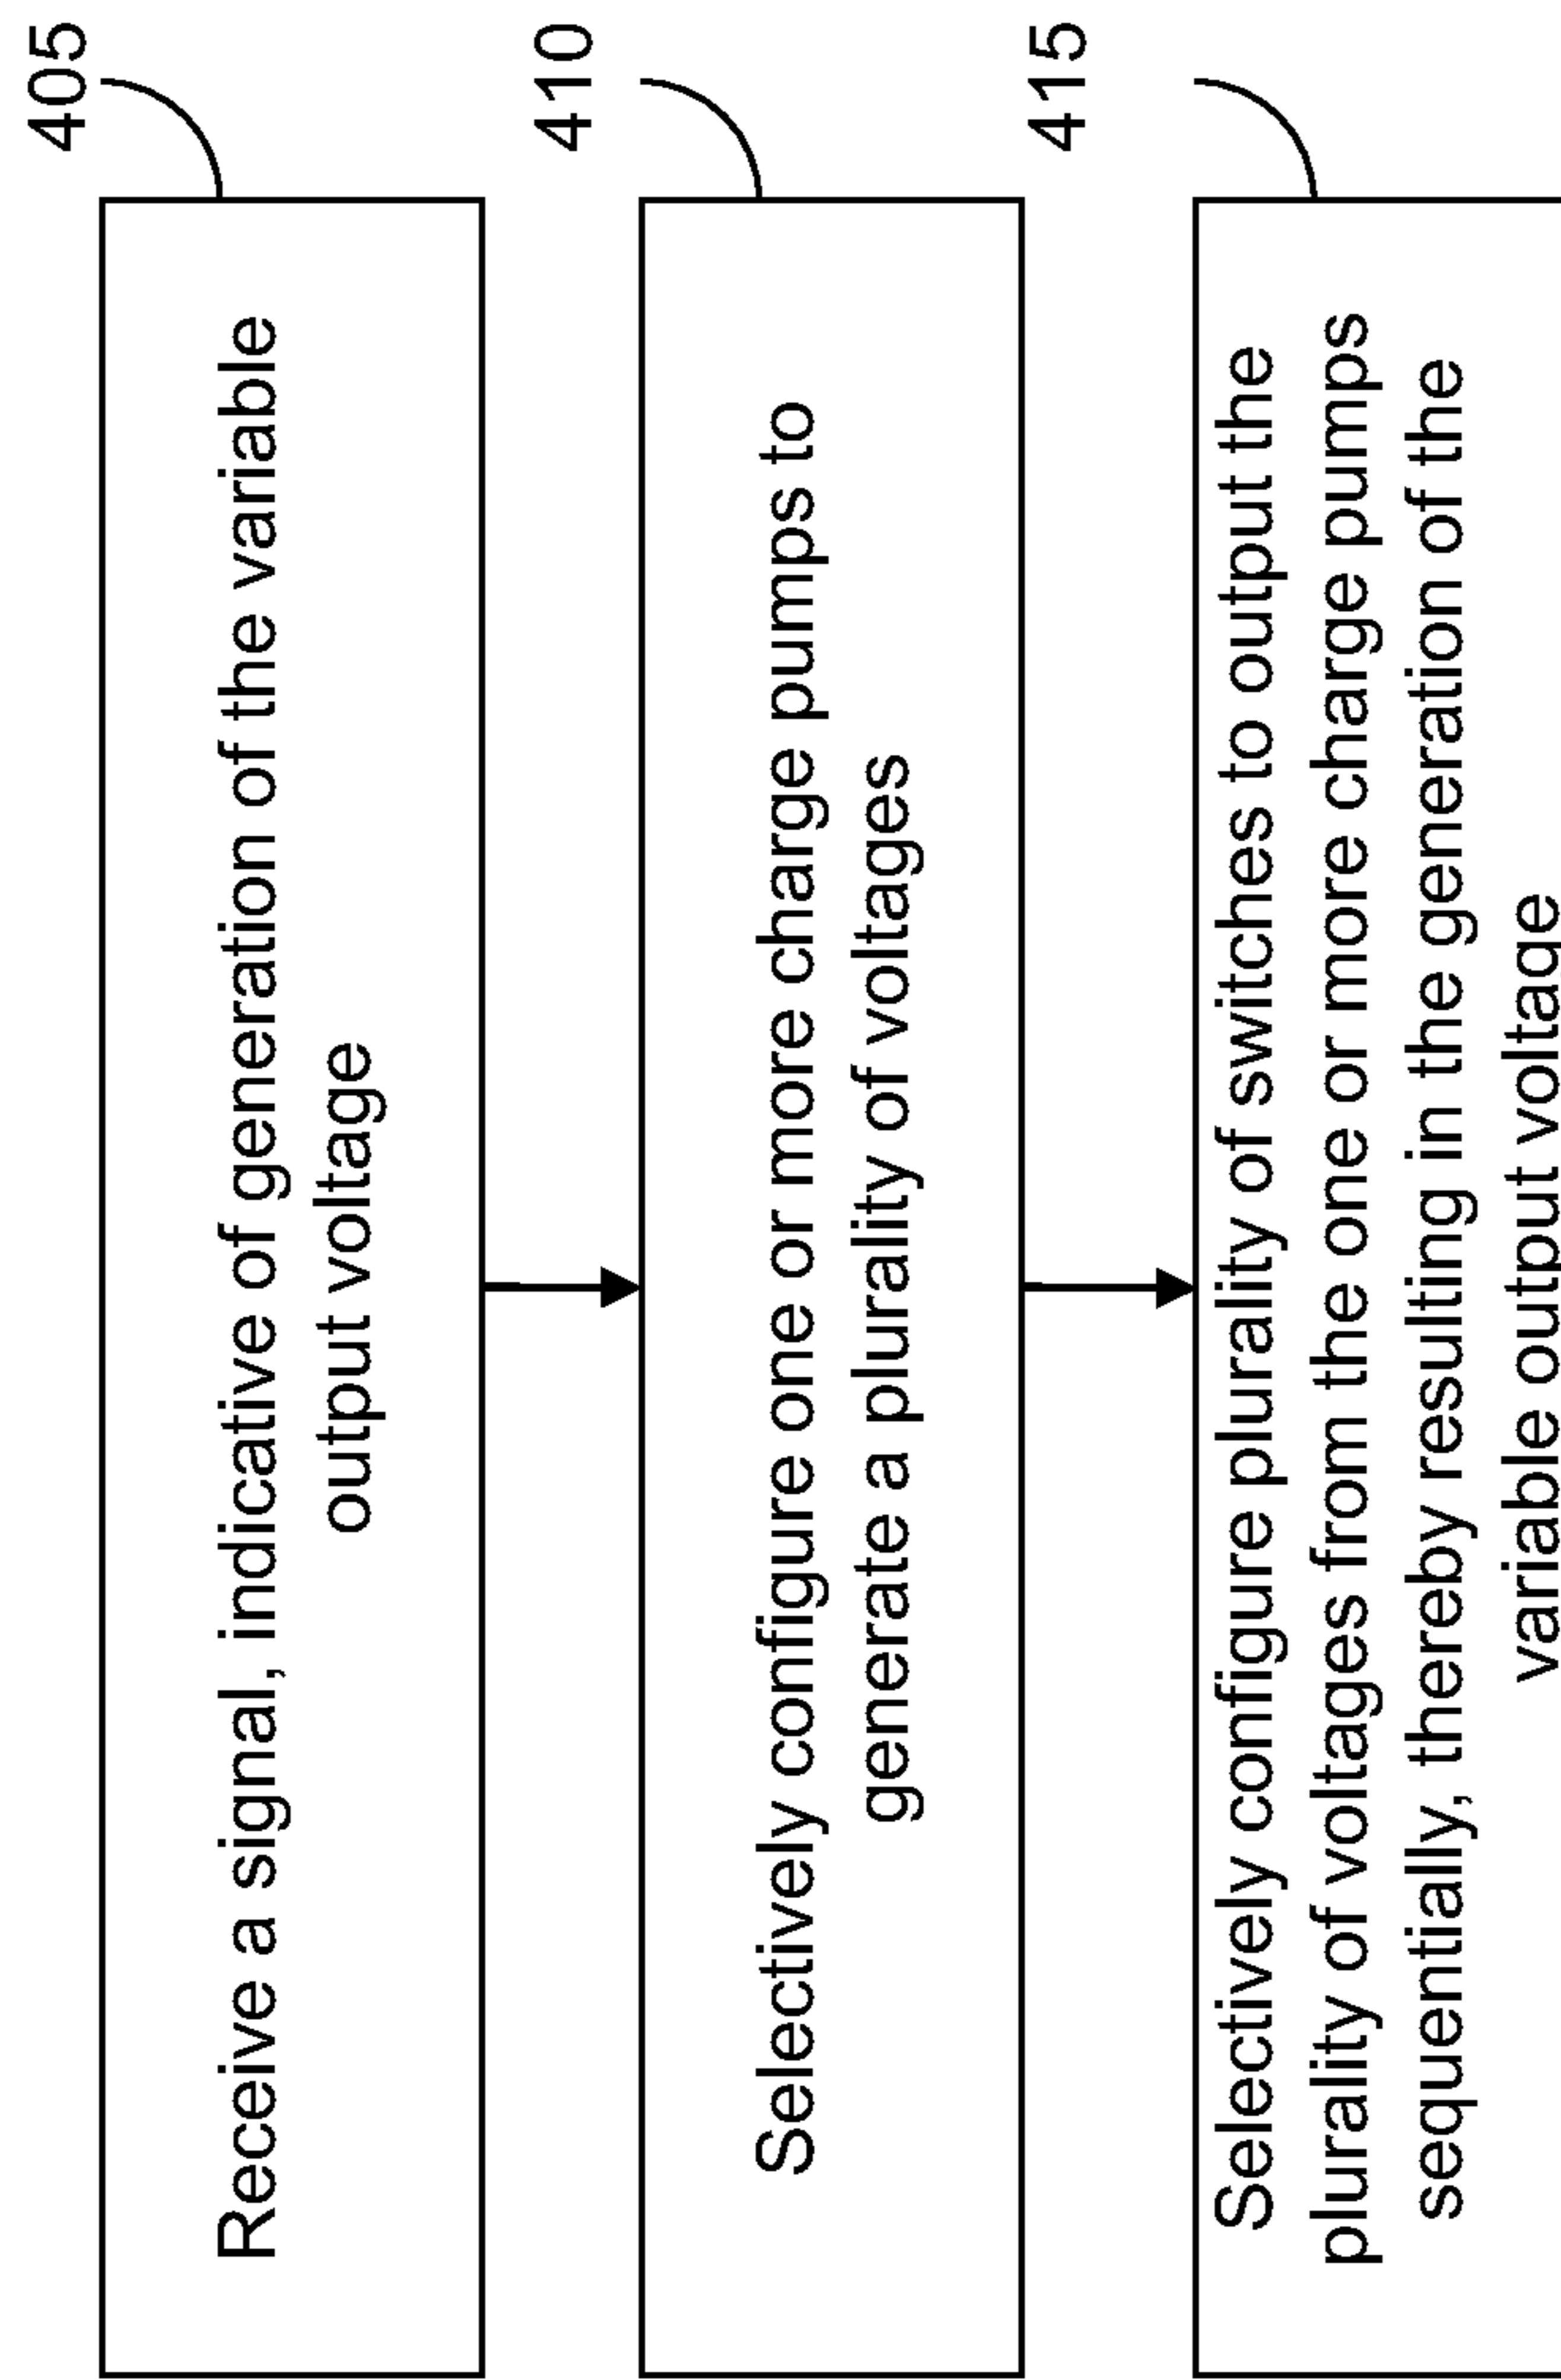 405
Receive a signal, indicative of generation of the variable
output voltage
410
Selectively configure one or more charge pumps to
generate a plurality of voltages
415
Selectively configure plurality of switches to output the
plurality of voltages from the one or more charge pumps
sequentially, thereby resulting in the generation of the
variable output voltage